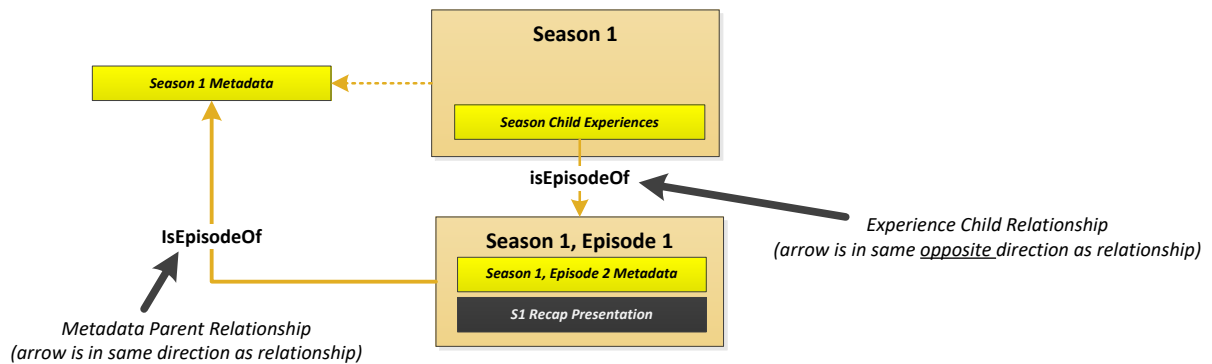 Season 1
Season 1 Metadata
Season Child Experiences
isEpisodeOf
Experience Child Relationship
(arrow is in same opposite direction as relationship)
IsEpisodeOf
Season 1, Episode 1
Season 1, Episode 2 Metadata
S1 Recap Presentation
Metadata Parent Relationship
(arrow is in same direction as relationship)